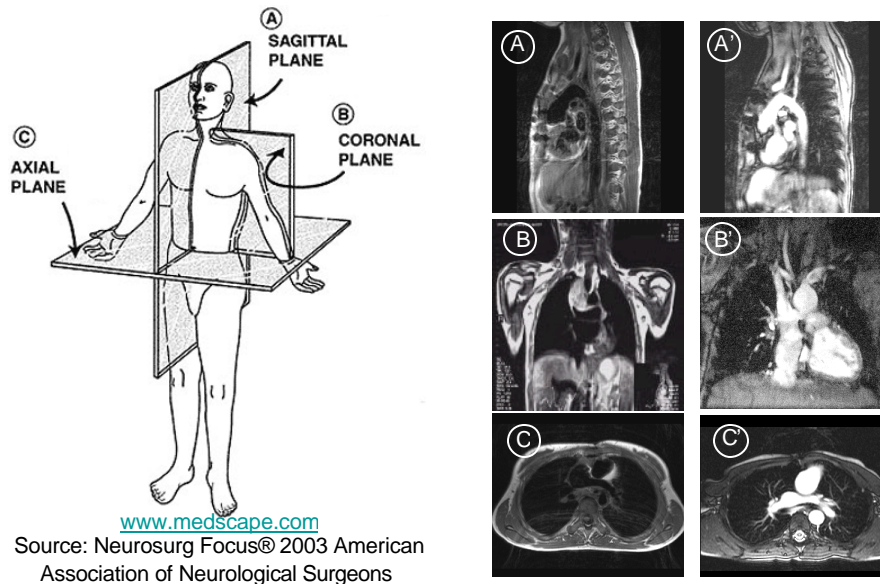 A
SAGITTAL
PLANE
B
CORONAL
PLANE
C
AXIAL
PLANE
www.medscape.com
Source: Neurosurg Focus® 2003 American
Association of Neurological Surgeons
A
A'
B
B'
C
C'